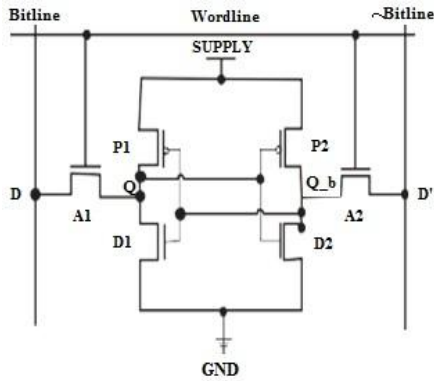 Bitline Wordline ~Bitline
SUPPLY
P1 P2
D A1 Q Q_b A2 D'
D1 D2
GND